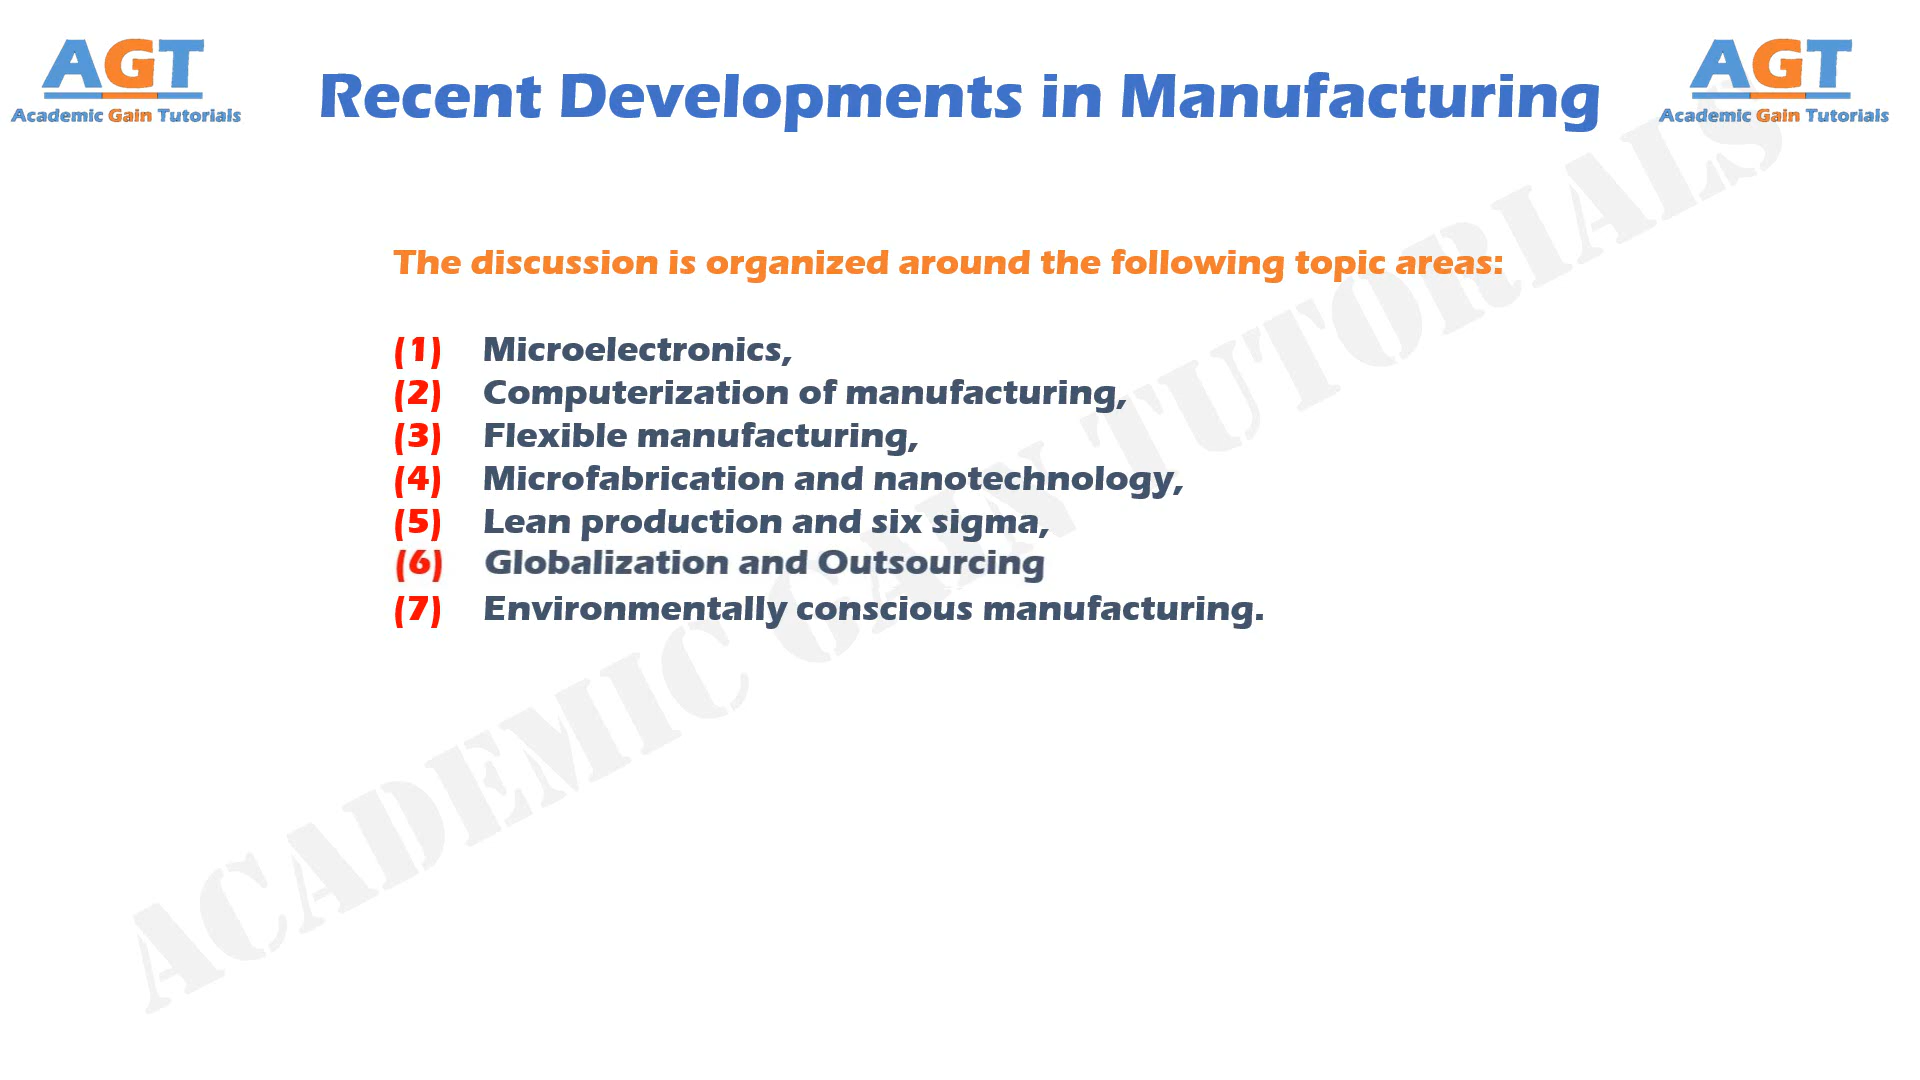 AGT
Academic Gain Tutorials
Recent Developments in Manufacturing
AGT
Academic Gain Tutorials
The discussion is organized around the following topic areas:
(1) Microelectronics,
(2) Computerization of manufacturing,
(3) Flexible manufacturing,
(4) Microfabrication and nanotechnology,
(5) Lean production and six sigma,
(6) Globalization and Outsourcing
(7) Environmentally conscious manufacturing.
ACADEMIC GAIN TUTORIALS